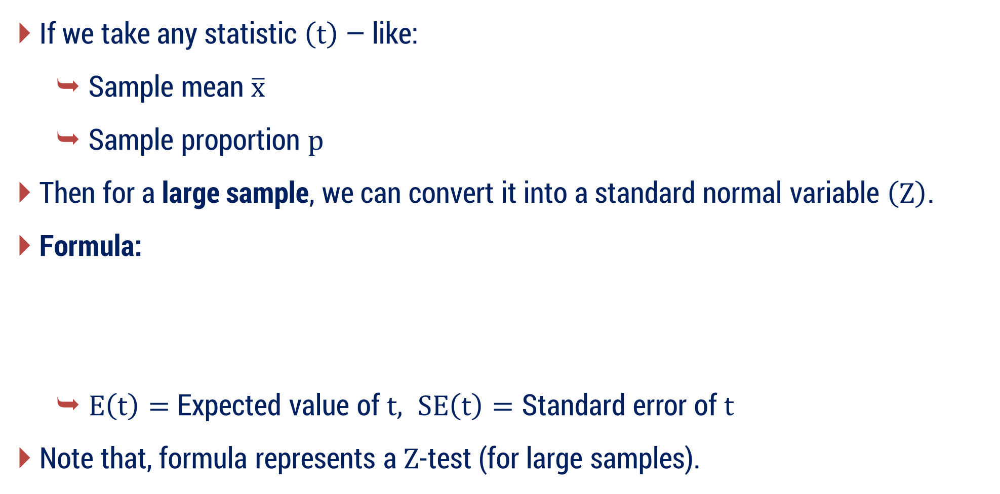 If we take any statistic (t) – like:
Sample mean x̅
Sample proportion p
Then for a large sample, we can convert it into a standard normal variable (Z).
Formula:
E(t) = Expected value of t, SE(t) = Standard error of t
Note that, formula represents a Z-test (for large samples).